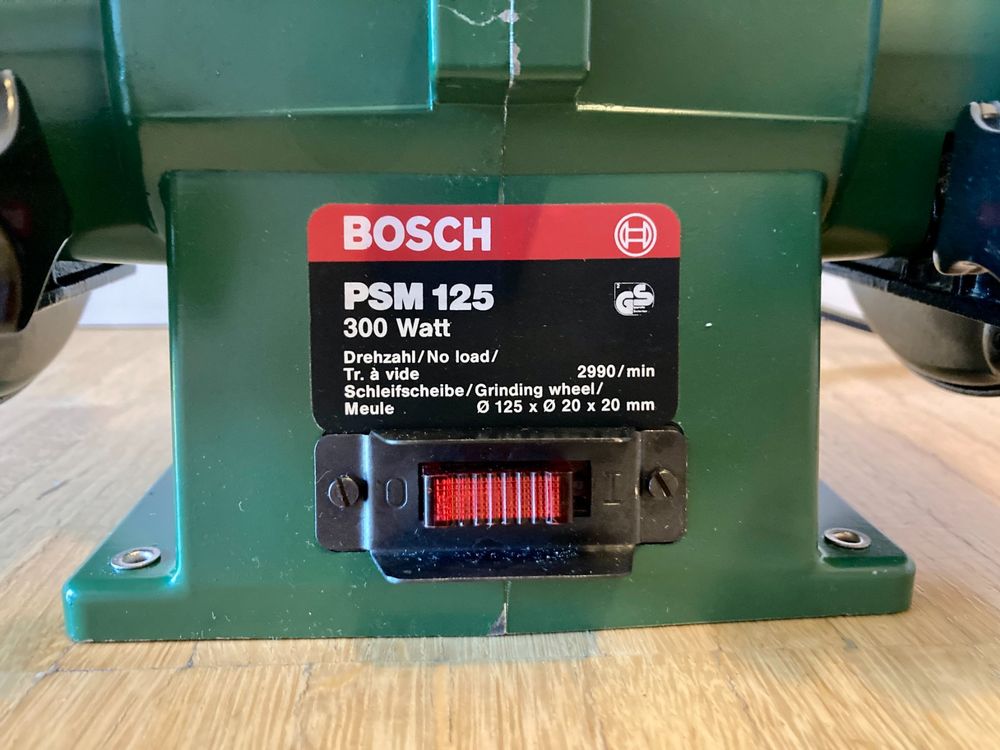 BOSCH
PSM 125
GS
300 Watt
Drehzahl/No load/
Tr. à vide 2990/min
Schleifscheibe/Grinding wheel/
Meule Ø 125 x Ø 20 x 20 mm
O I